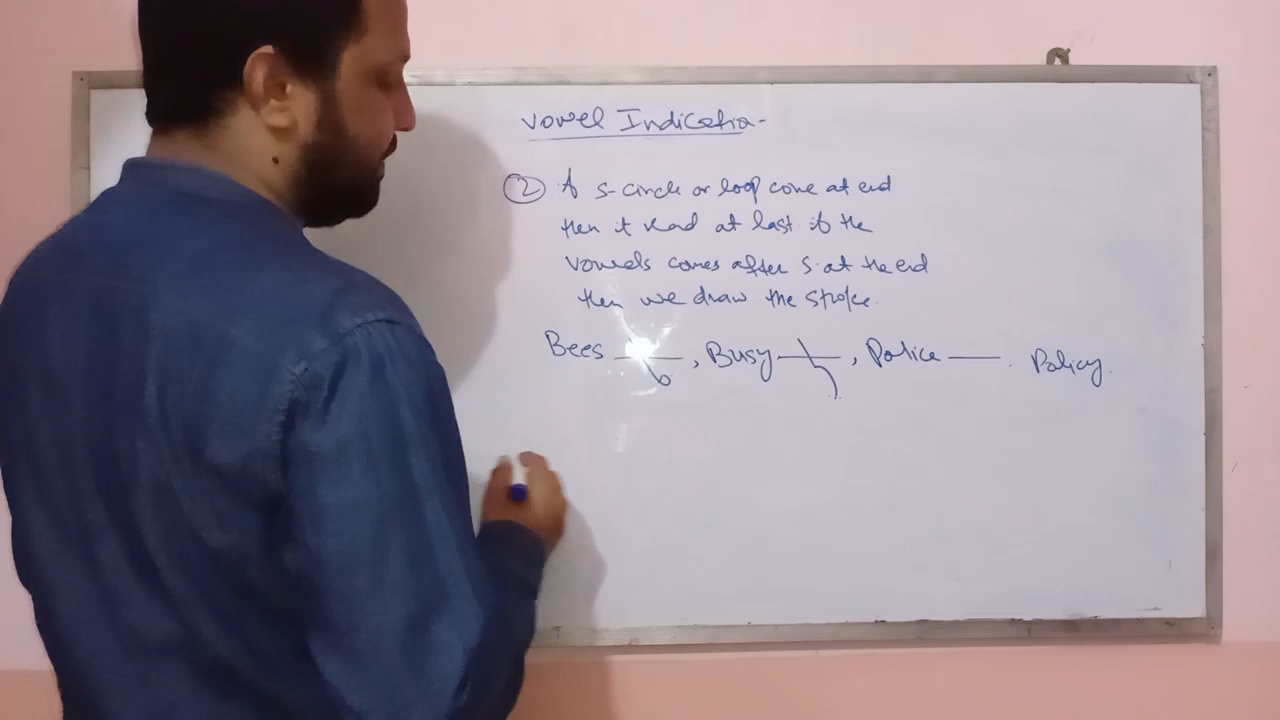 Vowel Indication-
② A s-circle or loop come at end
then it read at last if the
vowels comes after s at the end
then we draw the stroke.
Bees —, Busy —, Police — . Policy.